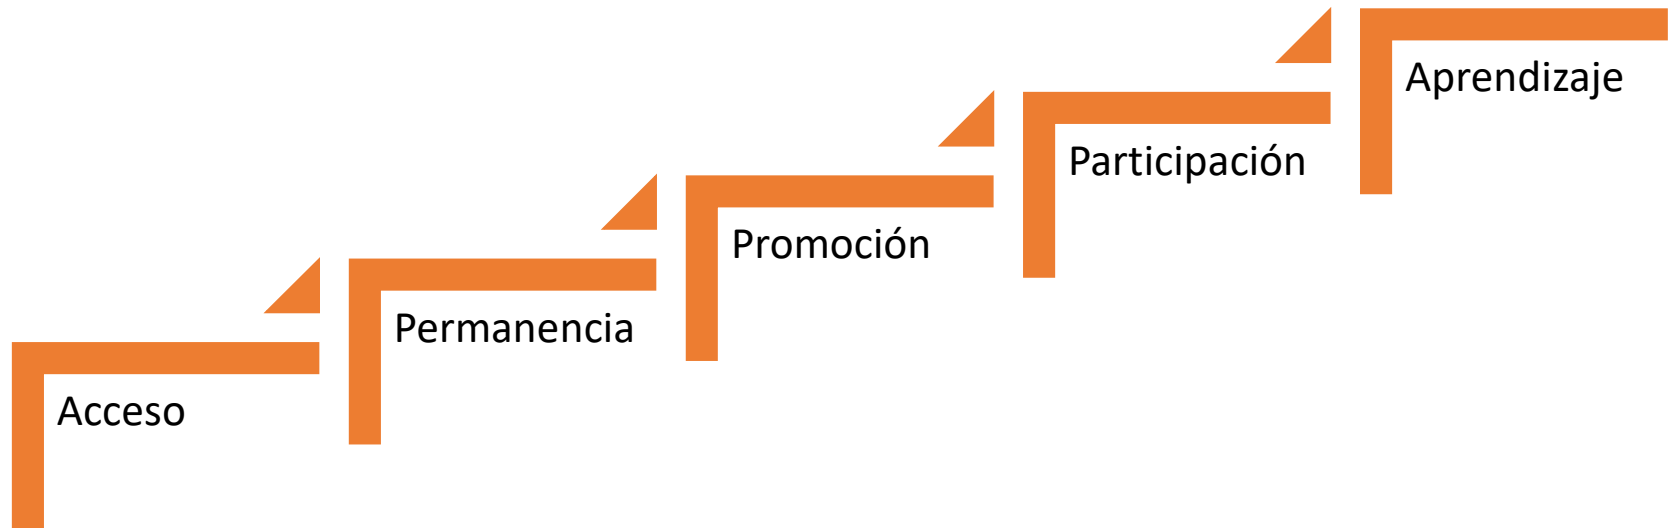 Acceso
Permanencia
Promoción
Participación
Aprendizaje